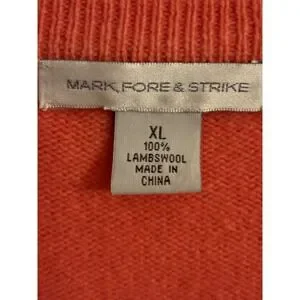 MARK, FORE & STRIKE
XL
100%
LAMBSWOOL
MADE IN
CHINA